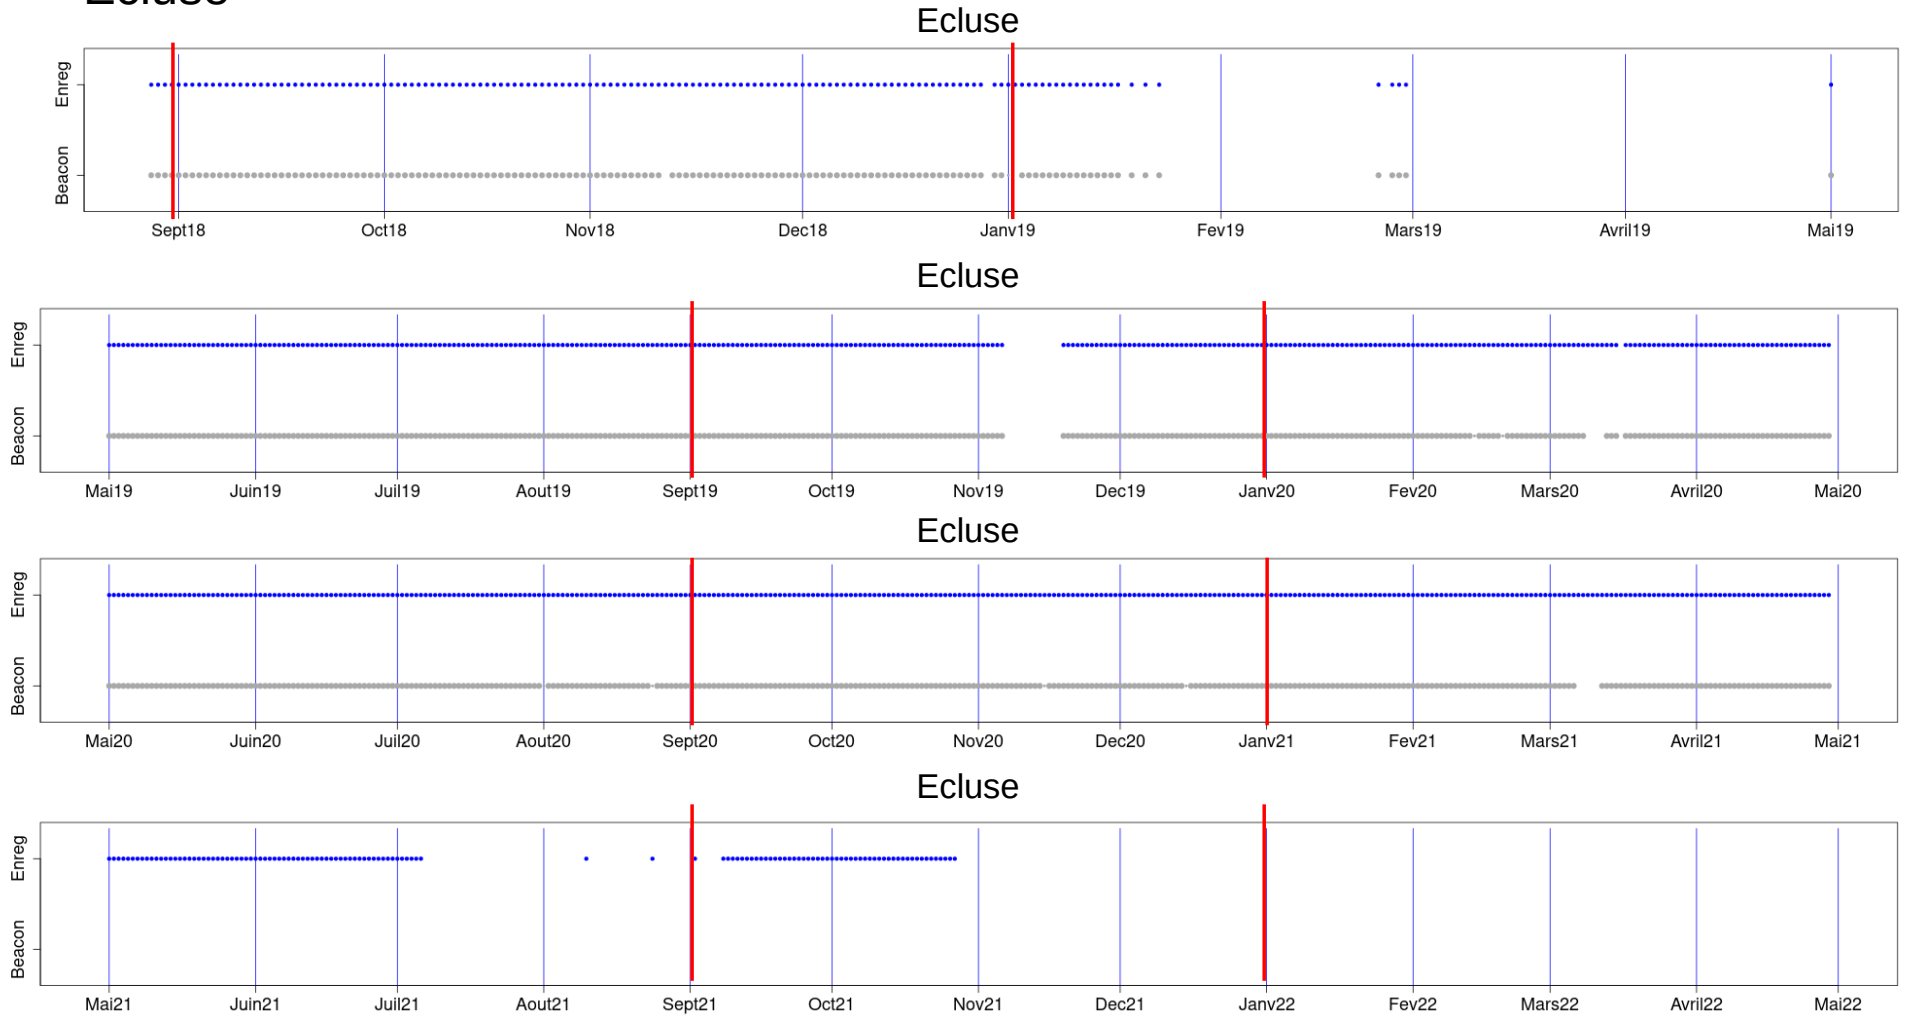 Ecluse
Ecluse
Enreg
Beacon
Sept18 Oct18 Nov18 Dec18 Janv19 Fev19 Mars19 Avril19 Mai19
Ecluse
Enreg
Beacon
Mai19 Juin19 Juil19 Aout19 Sept19 Oct19 Nov19 Dec19 Janv20 Fev20 Mars20 Avril20 Mai20
Ecluse
Enreg
Beacon
Mai20 Juin20 Juil20 Aout20 Sept20 Oct20 Nov20 Dec20 Janv21 Fev21 Mars21 Avril21 Mai21
Ecluse
Enreg
Beacon
Mai21 Juin21 Juil21 Aout21 Sept21 Oct21 Nov21 Dec21 Janv22 Fev22 Mars22 Avril22 Mai22